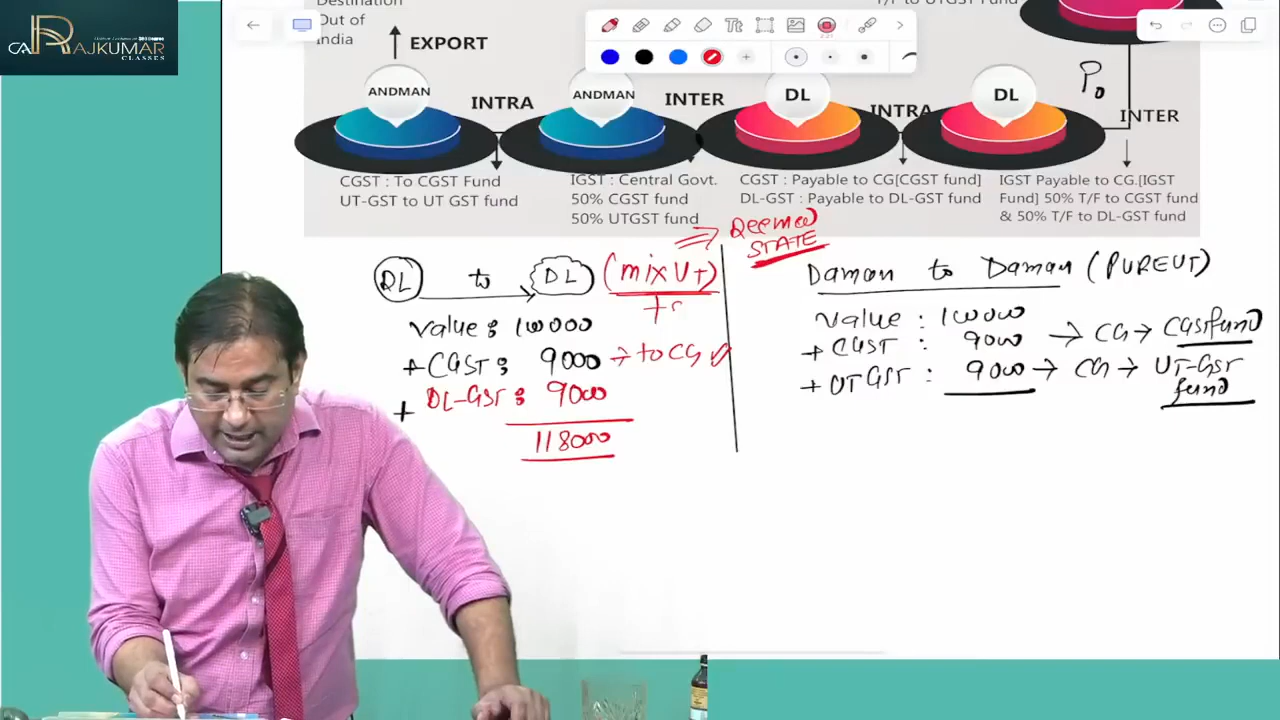 CA RAJKUMAR
CLASSES
Destination
Out of
India
EXPORT
T/F to UTGST Fund
ANDMAN
INTRA
ANDMAN
INTER
DL
INTRA
DL
INTER
CGST : To CGST Fund
UT-GST to UT GST fund
IGST : Central Govt.
50% CGST fund
50% UTGST fund
CGST : Payable to CG[CGST fund]
DL-GST : Payable to DL-GST fund
IGST Payable to CG.[IGST
Fund] 50% T/F to CGST fund
& 50% T/F to DL-GST fund
DL to DL (mix UT) ⇒ Deemed
STATE
Value : 100000
+ CGST : 9000 → to CG
+ DL-GST : 9000
118000
Daman to Daman (PURE UT)
Value : 100000
+ CGST : 9000 → CG → CGST fund
+ UTGST : 9000 → CG → UT-GST
fund